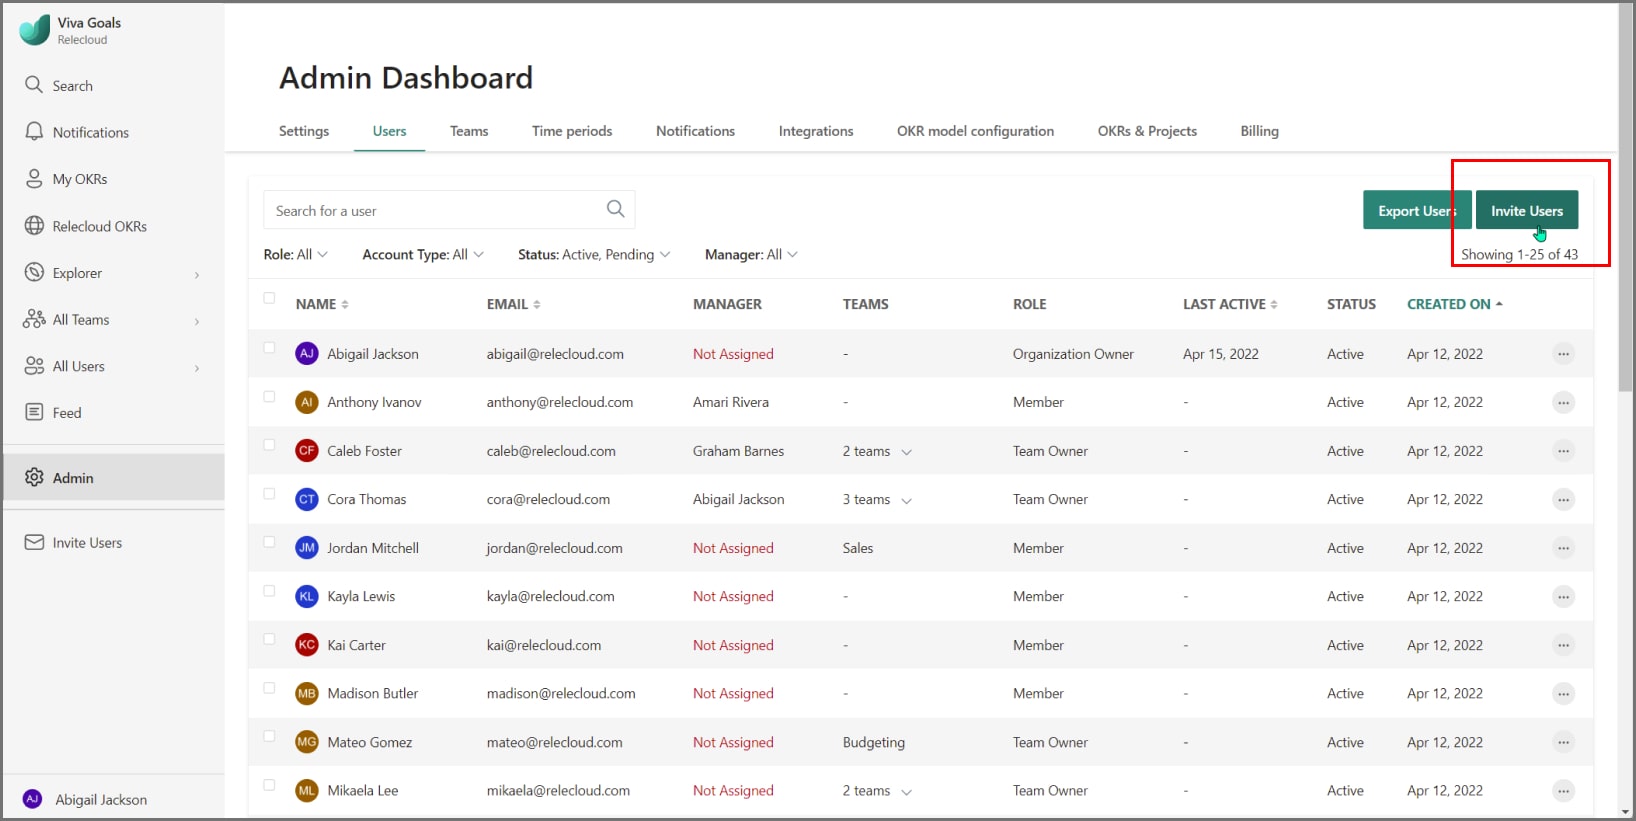 Viva Goals
Relecloud
Search
Notifications
My OKRs
Relecloud OKRs
Explorer
All Teams
All Users
Feed
Admin
Invite Users
AJ Abigail Jackson
Admin Dashboard
Settings Users Teams Time periods Notifications Integrations OKR model configuration OKRs & Projects Billing
Search for a user
Export Users Invite Users
Role: All Account Type: All Status: Active, Pending Manager: All
Showing 1-25 of 43
NAME EMAIL MANAGER TEAMS ROLE LAST ACTIVE STATUS CREATED ON
AJ Abigail Jackson abigail@relecloud.com Not Assigned - Organization Owner Apr 15, 2022 Active Apr 12, 2022 ...
AI Anthony Ivanov anthony@relecloud.com Amari Rivera - Member - Active Apr 12, 2022 ...
CF Caleb Foster caleb@relecloud.com Graham Barnes 2 teams Team Owner - Active Apr 12, 2022 ...
CT Cora Thomas cora@relecloud.com Abigail Jackson 3 teams Team Owner - Active Apr 12, 2022 ...
JM Jordan Mitchell jordan@relecloud.com Not Assigned Sales Member - Active Apr 12, 2022 ...
KL Kayla Lewis kayla@relecloud.com Not Assigned - Member - Active Apr 12, 2022 ...
KC Kai Carter kai@relecloud.com Not Assigned - Member - Active Apr 12, 2022 ...
MB Madison Butler madison@relecloud.com Not Assigned - Member - Active Apr 12, 2022 ...
MG Mateo Gomez mateo@relecloud.com Not Assigned Budgeting Team Owner - Active Apr 12, 2022 ...
ML Mikaela Lee mikaela@relecloud.com Not Assigned 2 teams Team Owner - Active Apr 12, 2022 ...